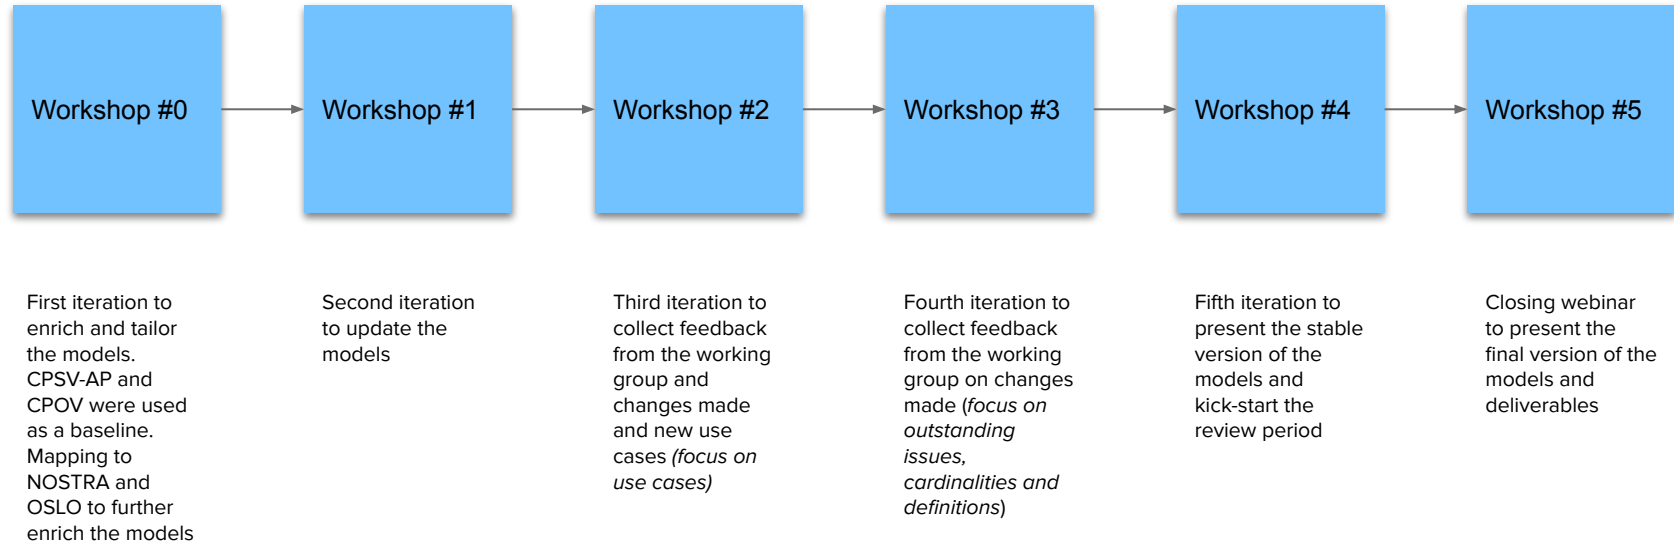 Workshop #0
Workshop #1
Workshop #2
Workshop #3
Workshop #4
Workshop #5
First iteration to
enrich and tailor
the models.
CPSV-AP and
CPOV were used
as a baseline.
Mapping to
NOSTRA and
OSLO to further
enrich the models
Second iteration
to update the
models
Third iteration to
collect feedback
from the working
group and
changes made
and new use
cases (focus on
use cases)
Fourth iteration to
collect feedback
from the working
group on changes
made (focus on
outstanding
issues,
cardinalities and
definitions)
Fifth iteration to
present the stable
version of the
models and
kick-start the
review period
Closing webinar
to present the
final version of the
models and
deliverables